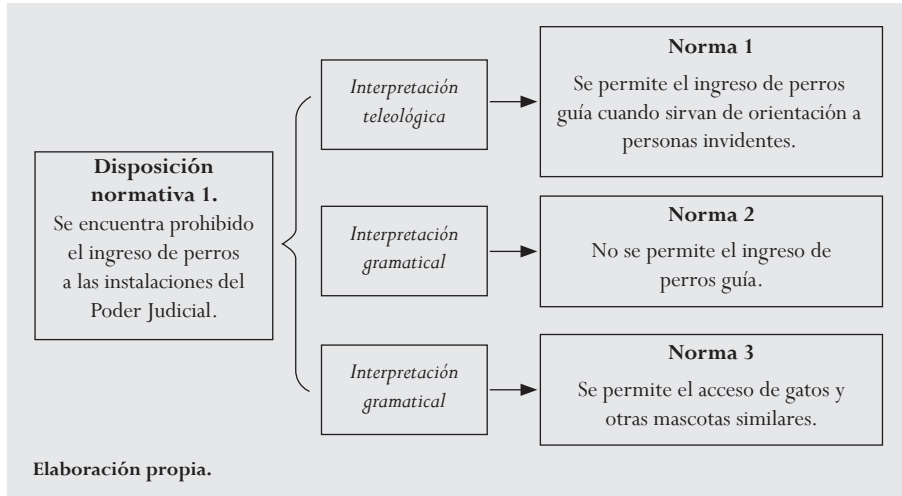 Disposición
normativa 1.
Se encuentra prohibido
el ingreso de perros
a las instalaciones del
Poder Judicial.
Interpretación
teleológica
Norma 1
Se permite el ingreso de perros
guía cuando sirvan de orientación a
personas invidentes.
Interpretación
gramatical
Norma 2
No se permite el ingreso de
perros guía.
Interpretación
gramatical
Norma 3
Se permite el acceso de gatos y
otras mascotas similares.
Elaboración propia.